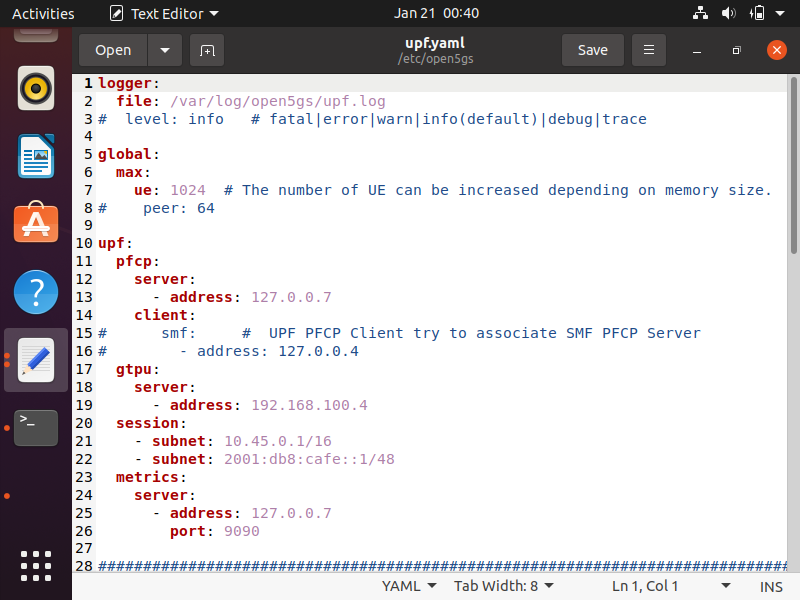 Activities Text Editor Jan 21 00:40
Open upf.yaml Save
/etc/open5gs
1 logger:
2   file: /var/log/open5gs/upf.log
3 #  level: info   # fatal|error|warn|info(default)|debug|trace
4
5 global:
6   max:
7     ue: 1024  # The number of UE can be increased depending on memory size.
8 #    peer: 64
9
10 upf:
11   pfcp:
12     server:
13       - address: 127.0.0.7
14     client:
15 #      smf:     #  UPF PFCP Client try to associate SMF PFCP Server
16 #        - address: 127.0.0.4
17   gtpu:
18     server:
19       - address: 192.168.100.4
20   session:
21     - subnet: 10.45.0.1/16
22     - subnet: 2001:db8:cafe::1/48
23   metrics:
24     server:
25       - address: 127.0.0.7
26         port: 9090
27
28 #############################################################################
YAML Tab Width: 8 Ln 1, Col 1 INS